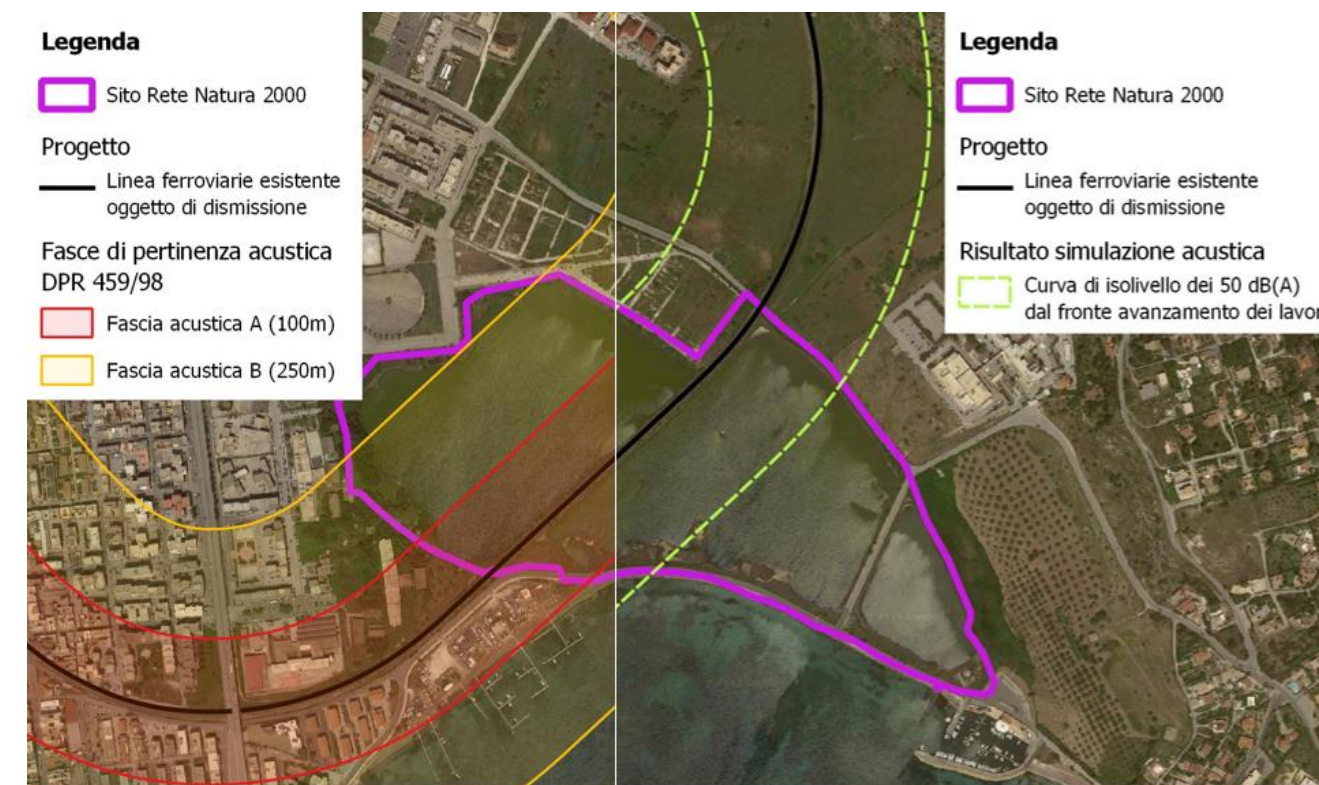 Legenda
Sito Rete Natura 2000
Progetto
Linea ferroviarie esistente
oggetto di dismissione
Fasce di pertinenza acustica
DPR 459/98
Fascia acustica A (100m)
Fascia acustica B (250m)
Legenda
Sito Rete Natura 2000
Progetto
Linea ferroviarie esistente
oggetto di dismissione
Risultato simulazione acustica
Curva di isolivello dei 50 dB(A)
dal fronte avanzamento dei lavor